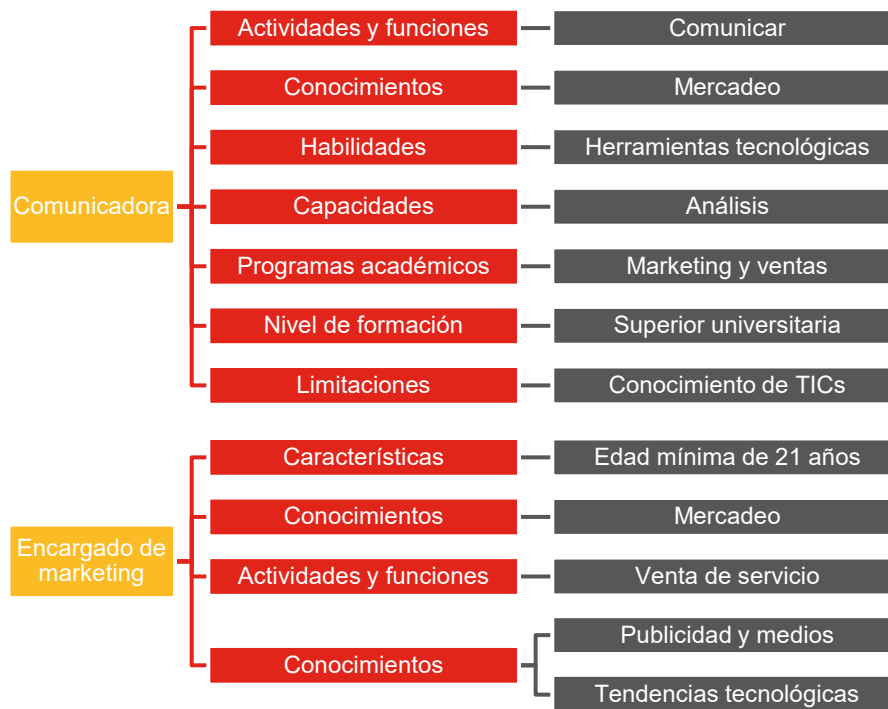 Comunicadora
Actividades y funciones
Comunicar
Conocimientos
Mercadeo
Habilidades
Herramientas tecnológicas
Capacidades
Análisis
Programas académicos
Marketing y ventas
Nivel de formación
Superior universitaria
Limitaciones
Conocimiento de TICs
Encargado de
marketing
Características
Edad mínima de 21 años
Conocimientos
Mercadeo
Actividades y funciones
Venta de servicio
Conocimientos
Publicidad y medios
Tendencias tecnológicas